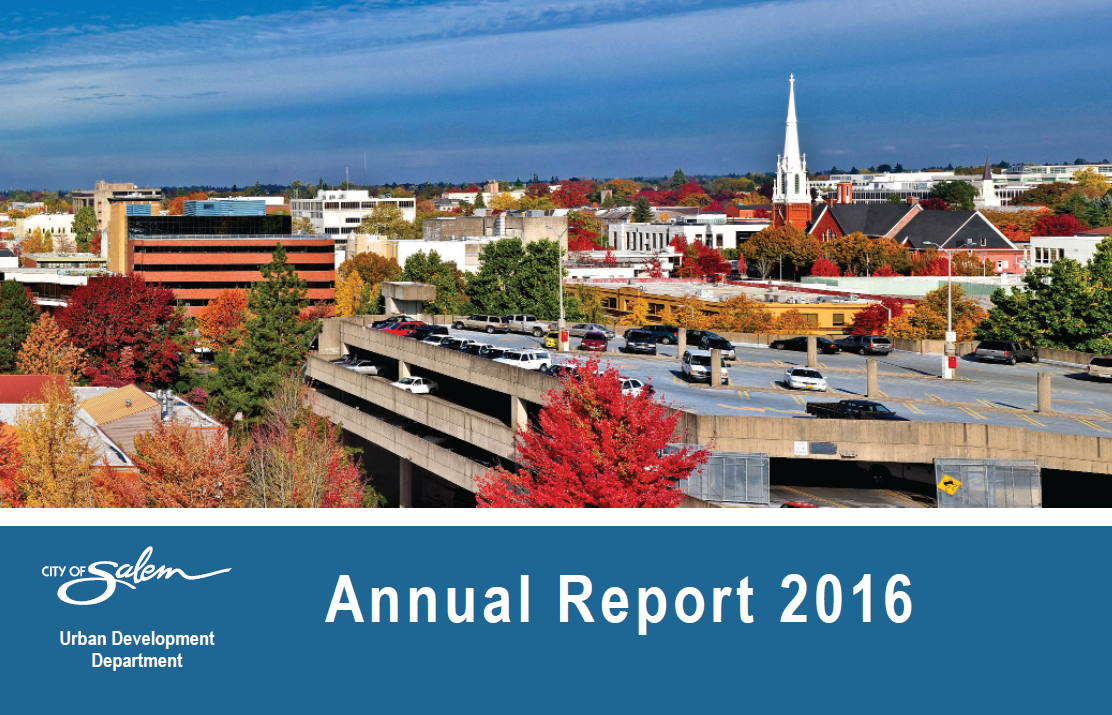 CITY OF Salem
Annual Report 2016
Urban Development
Department